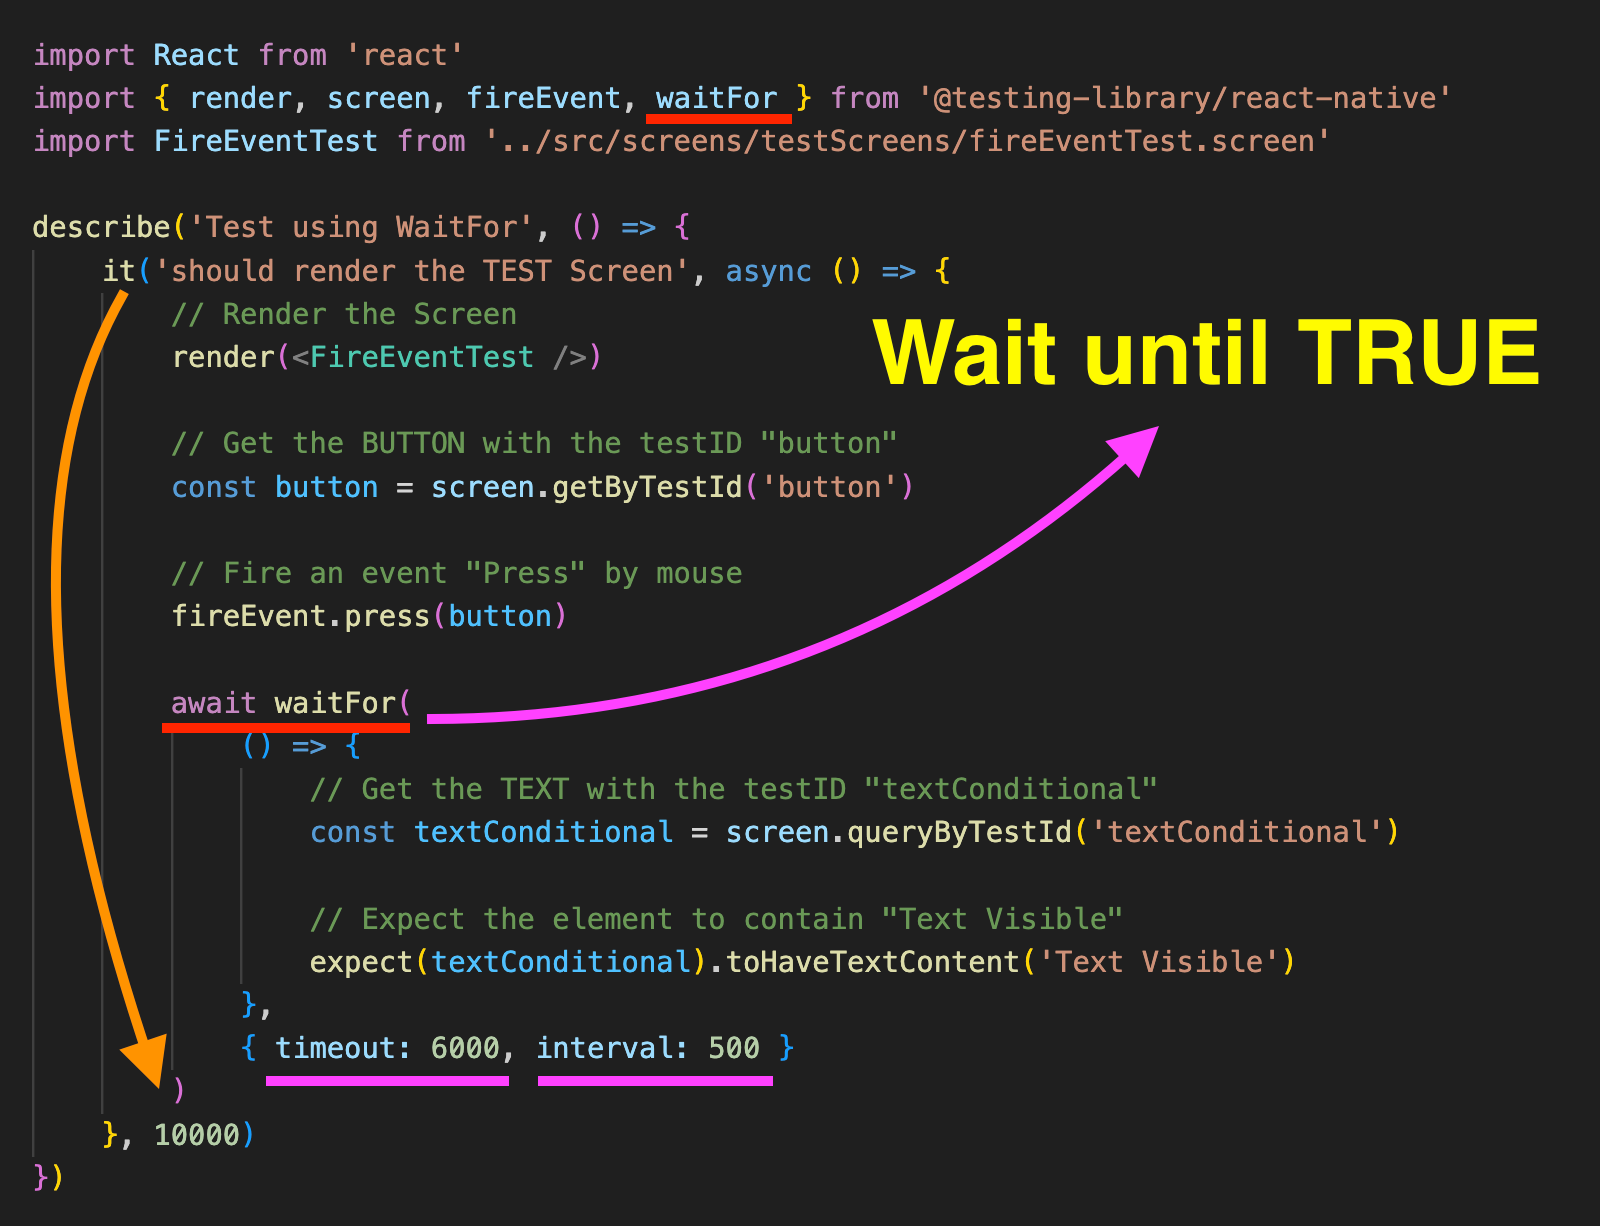 import React from 'react'
import { render, screen, fireEvent, waitFor } from '@testing-library/react-native'
import FireEventTest from '../src/screens/testScreens/fireEventTest.screen'
describe('Test using WaitFor', () => {
it('should render the TEST Screen', async () => {
// Render the Screen
render(<FireEventTest />)
Wait until TRUE
// Get the BUTTON with the testID "button"
const button = screen.getByTestId('button')
// Fire an event "Press" by mouse
fireEvent.press(button)
await waitFor(
() => {
// Get the TEXT with the testID "textConditional"
const textConditional = screen.queryByTestId('textConditional')
// Expect the element to contain "Text Visible"
expect(textConditional).toHaveTextContent('Text Visible')
},
{ timeout: 6000, interval: 500 }
)
}, 10000)
})